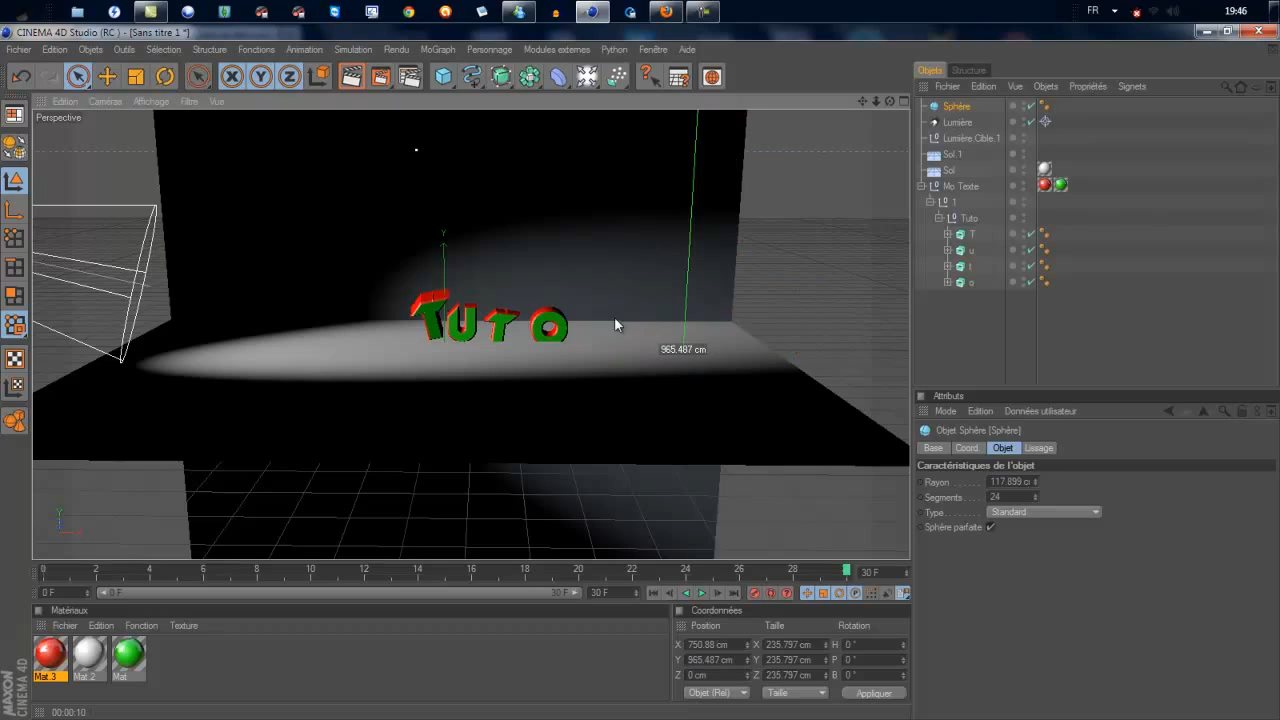 FR
19:46
CINEMA 4D Studio (RC) - [Sans titre 1 *]
Fichier Edition Objets Outils Sélection Structure Fonctions Animation Simulation Rendu MoGraph Personnage Modules externes Python Fenêtre Aide
X Y Z
Objets Structure
Fichier Edition Vue Objets Propriétés Signets
Edition Caméras Affichage Filtre Vue
Perspective
Sphère
Lumière
Lumière Cible.1
Sol.1
Sol
Mo Texte
1
Tuto
T
u
t
o
Y
TUTO
965.487 cm
Attributs
Mode Edition Données utilisateur
Objet Sphère [Sphère]
Base Coord. Objet Lissage
Caractéristiques de l'objet
Rayon 117.899 c
Segments 24
Type Standard
Sphère parfaite
Y
0 2 4 6 8 10 12 14 16 18 20 22 24 26 28 30 F
0 F 0 F 30 F 30 F
Matériaux
Fichier Edition Fonction Texture
Mat.3 Mat.2 Mat
Coordonnées
Position Taille Rotation
X 750.88 cm X 235.797 cm H 0 °
Y 965.487 cm Y 235.797 cm P 0 °
Z 0 cm Z 235.797 cm B 0 °
Objet (Rel) Taille Appliquer
MAXON
CINEMA 4D
00:00:10